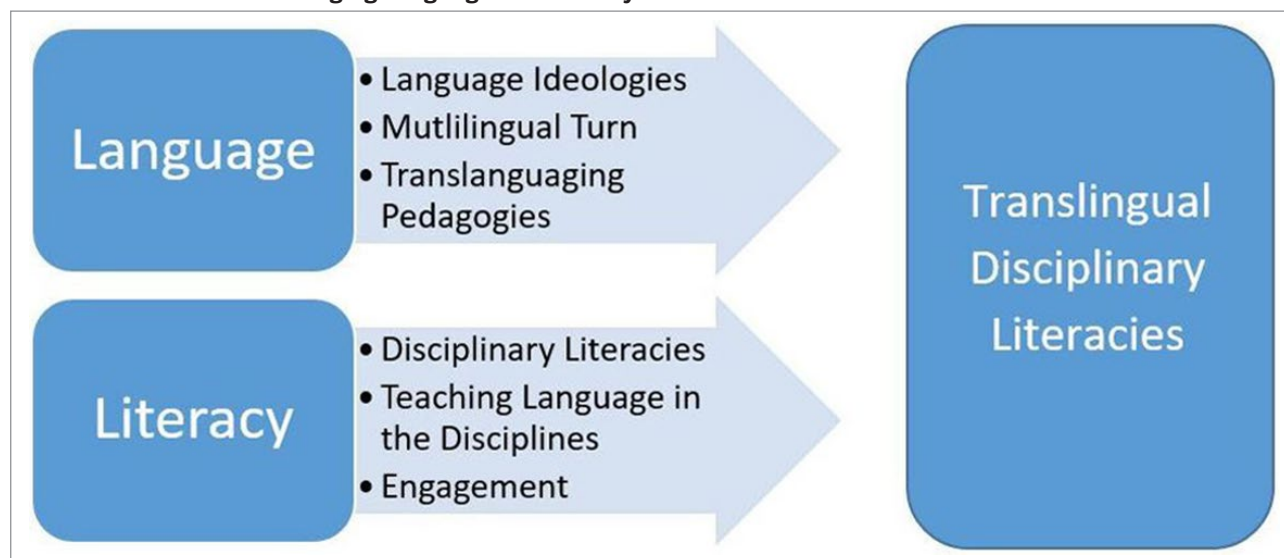 Language
• Language Ideologies
• Mutlilingual Turn
• Translanguaging
Pedagogies
Literacy
• Disciplinary Literacies
• Teaching Language in
the Disciplines
• Engagement
Translingual
Disciplinary
Literacies